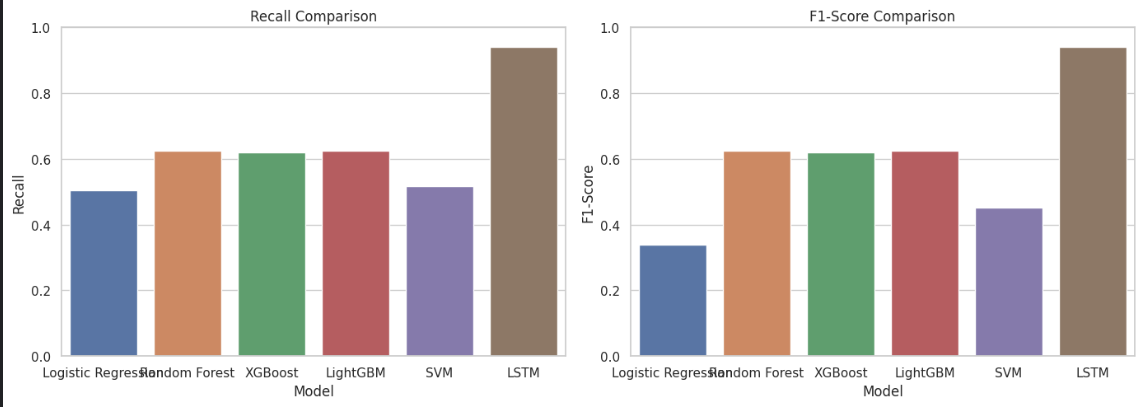 Recall Comparison
1.0
0.8
0.6
0.4
0.2
0.0
Recall
Logistic Regression Random Forest XGBoost LightGBM SVM LSTM
Model
F1-Score Comparison
1.0
0.8
0.6
0.4
0.2
0.0
F1-Score
Logistic Regression Random Forest XGBoost LightGBM SVM LSTM
Model